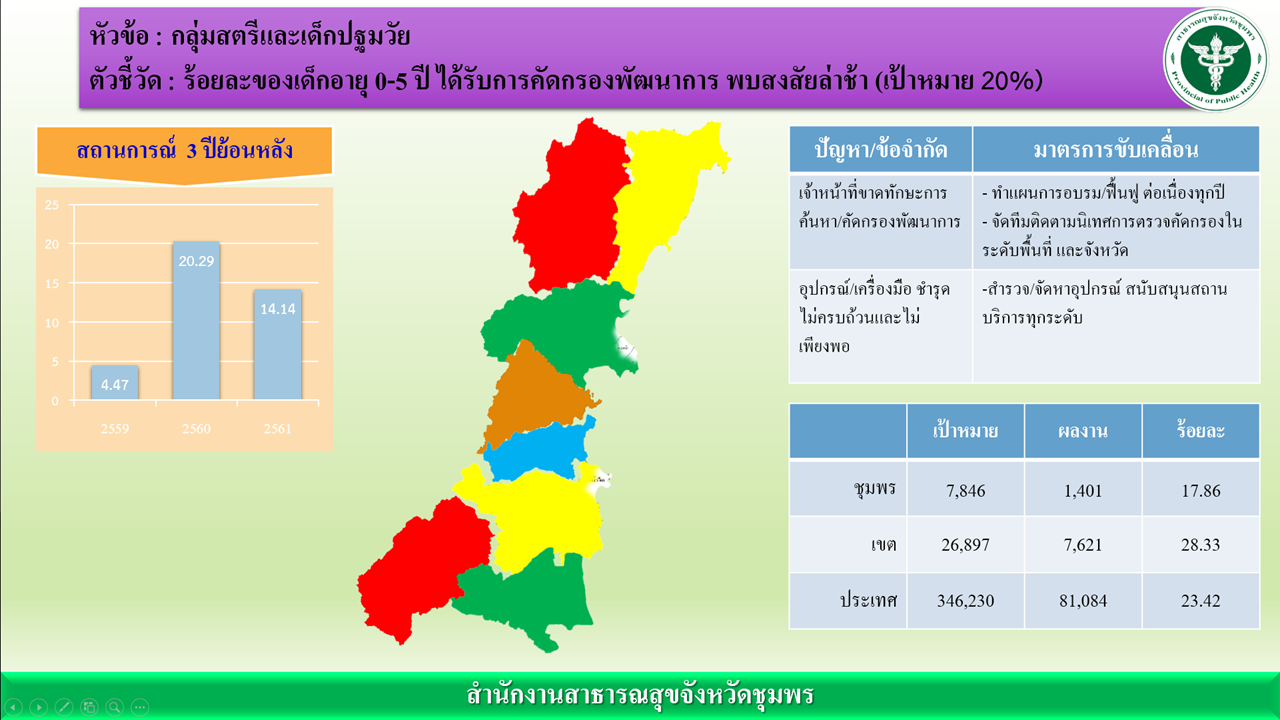 หัวข้อ : กลุ่มสตรีและเด็กปฐมวัย
ตัวชี้วัด : ร้อยละของเด็กอายุ 0-5 ปี ได้รับการคัดกรองพัฒนาการ พบสงสัยล่าช้า (เป้าหมาย 20%)
สาธารณสุขจังหวัดชุมพร
Provincial of Public Health
สถานการณ์ 3 ปีย้อนหลัง
25
20
15
10
5
0
4.47
20.29
14.14
2559
2560
2561
ปัญหา/ข้อจำกัด
มาตรการขับเคลื่อน
เจ้าหน้าที่ขาดทักษะการ
ค้นหา/คัดกรองพัฒนาการ
- ทำแผนการอบรม/ฟื้นฟู ต่อเนื่องทุกปี
- จัดทีมติดตามนิเทศการตรวจคัดกรองใน
ระดับพื้นที่ และจังหวัด
อุปกรณ์/เครื่องมือ ชำรุด
ไม่ครบถ้วนและไม่
เพียงพอ
-สำรวจ/จัดหาอุปกรณ์ สนับสนุนสถาน
บริการทุกระดับ
เป้าหมาย ผลงาน ร้อยละ
ชุมพร 7,846 1,401 17.86
เขต 26,897 7,621 28.33
ประเทศ 346,230 81,084 23.42
สำนักงานสาธารณสุขจังหวัดชุมพร